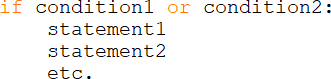 if condition1 or condition2:
    statement1
    statement2
    etc.